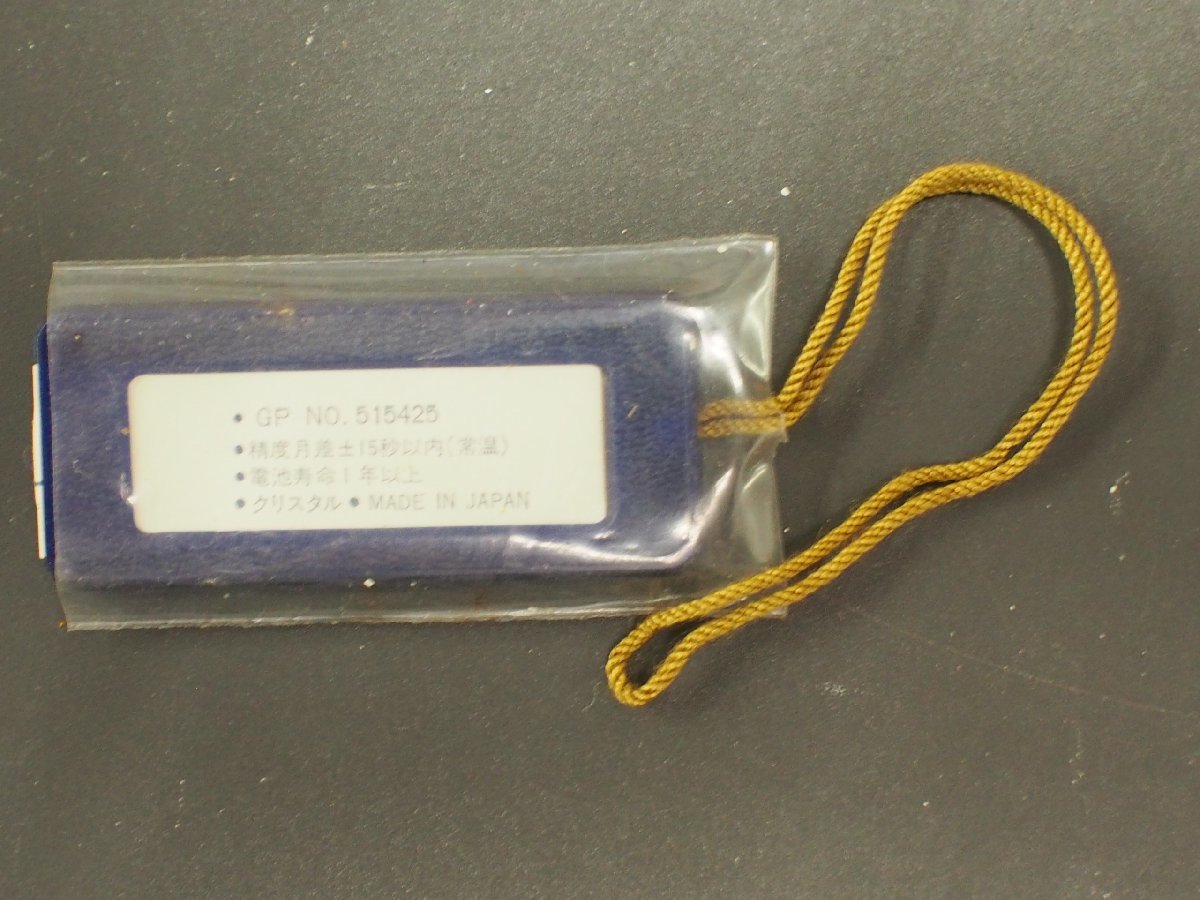 • GP NO. 515425
• 精度月差±15秒以内(常温)
• 電池寿命1年以上
• クリスタル • MADE IN JAPAN